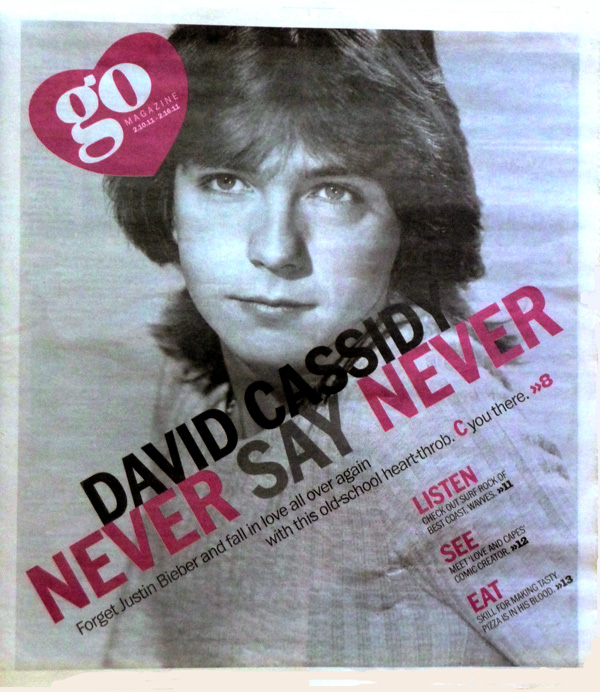 go
MAGAZINE
2.10.11 - 2.16.11
DAVID CASSIDY
NEVER SAY NEVER
Forget Justin Bieber and fall in love all over again
with this old-school heart-throb. C you there. »8
LISTEN
CHECK OUT SURF-ROCK OF
BEST COAST, WAVVES. »11
SEE
MEET 'LOVE AND CAPES'
COMIC CREATOR. »12
EAT
SKILL FOR MAKING TASTY
PIZZA IS IN HIS BLOOD. »13